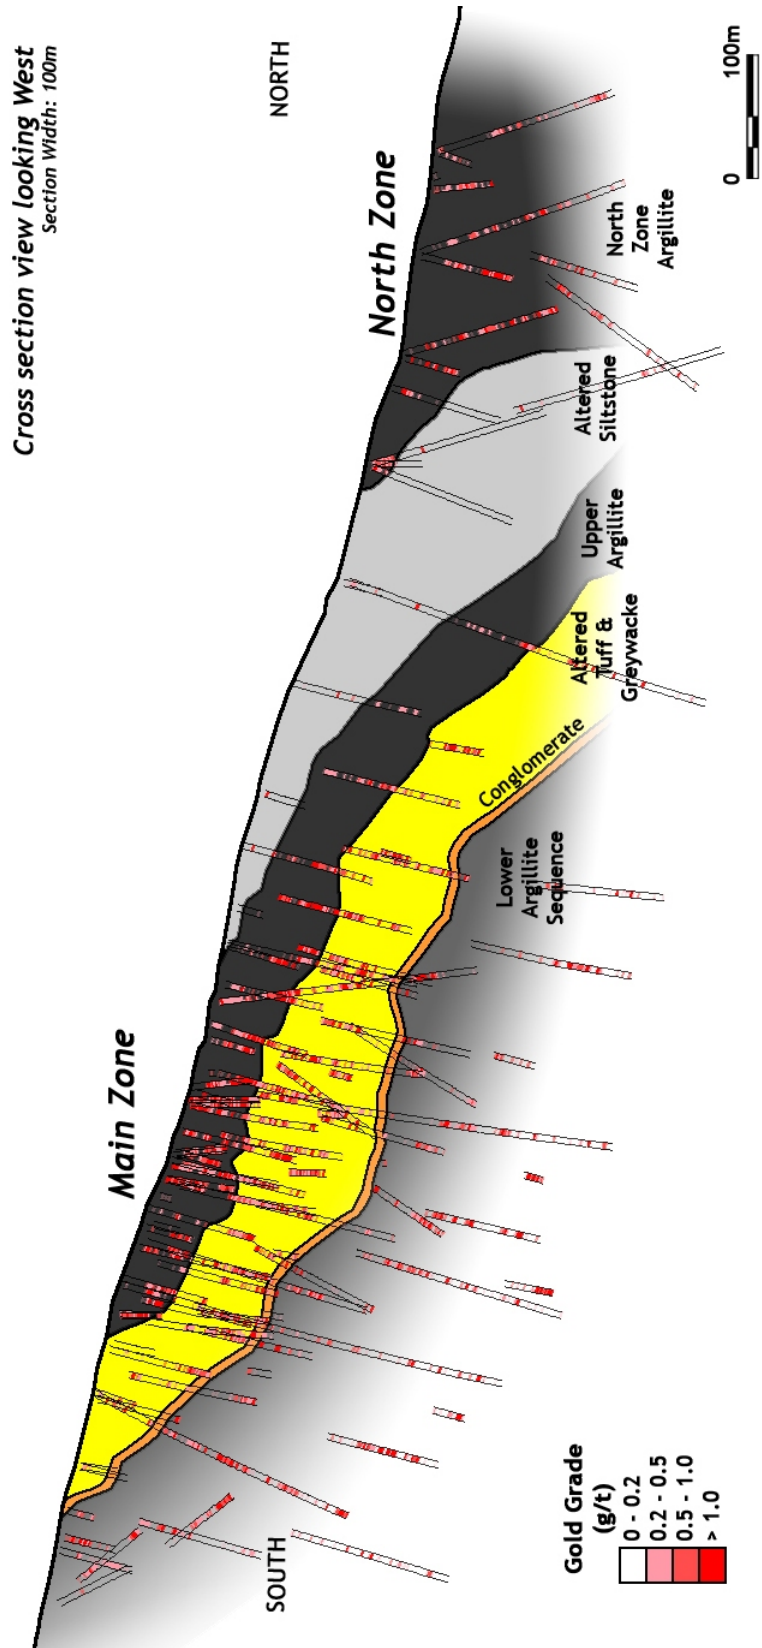 Cross section view looking West
Section Width: 100m
SOUTH
NORTH
Main Zone
North Zone
Lower
Argillite
Sequence
Conglomerate
Altered
Tuff &
Greywacke
Upper
Argillite
Altered
Siltstone
North
Zone
Argillite
Gold Grade
(g/t)
0 - 0.2
0.2 - 0.5
0.5 - 1.0
> 1.0
0
100m